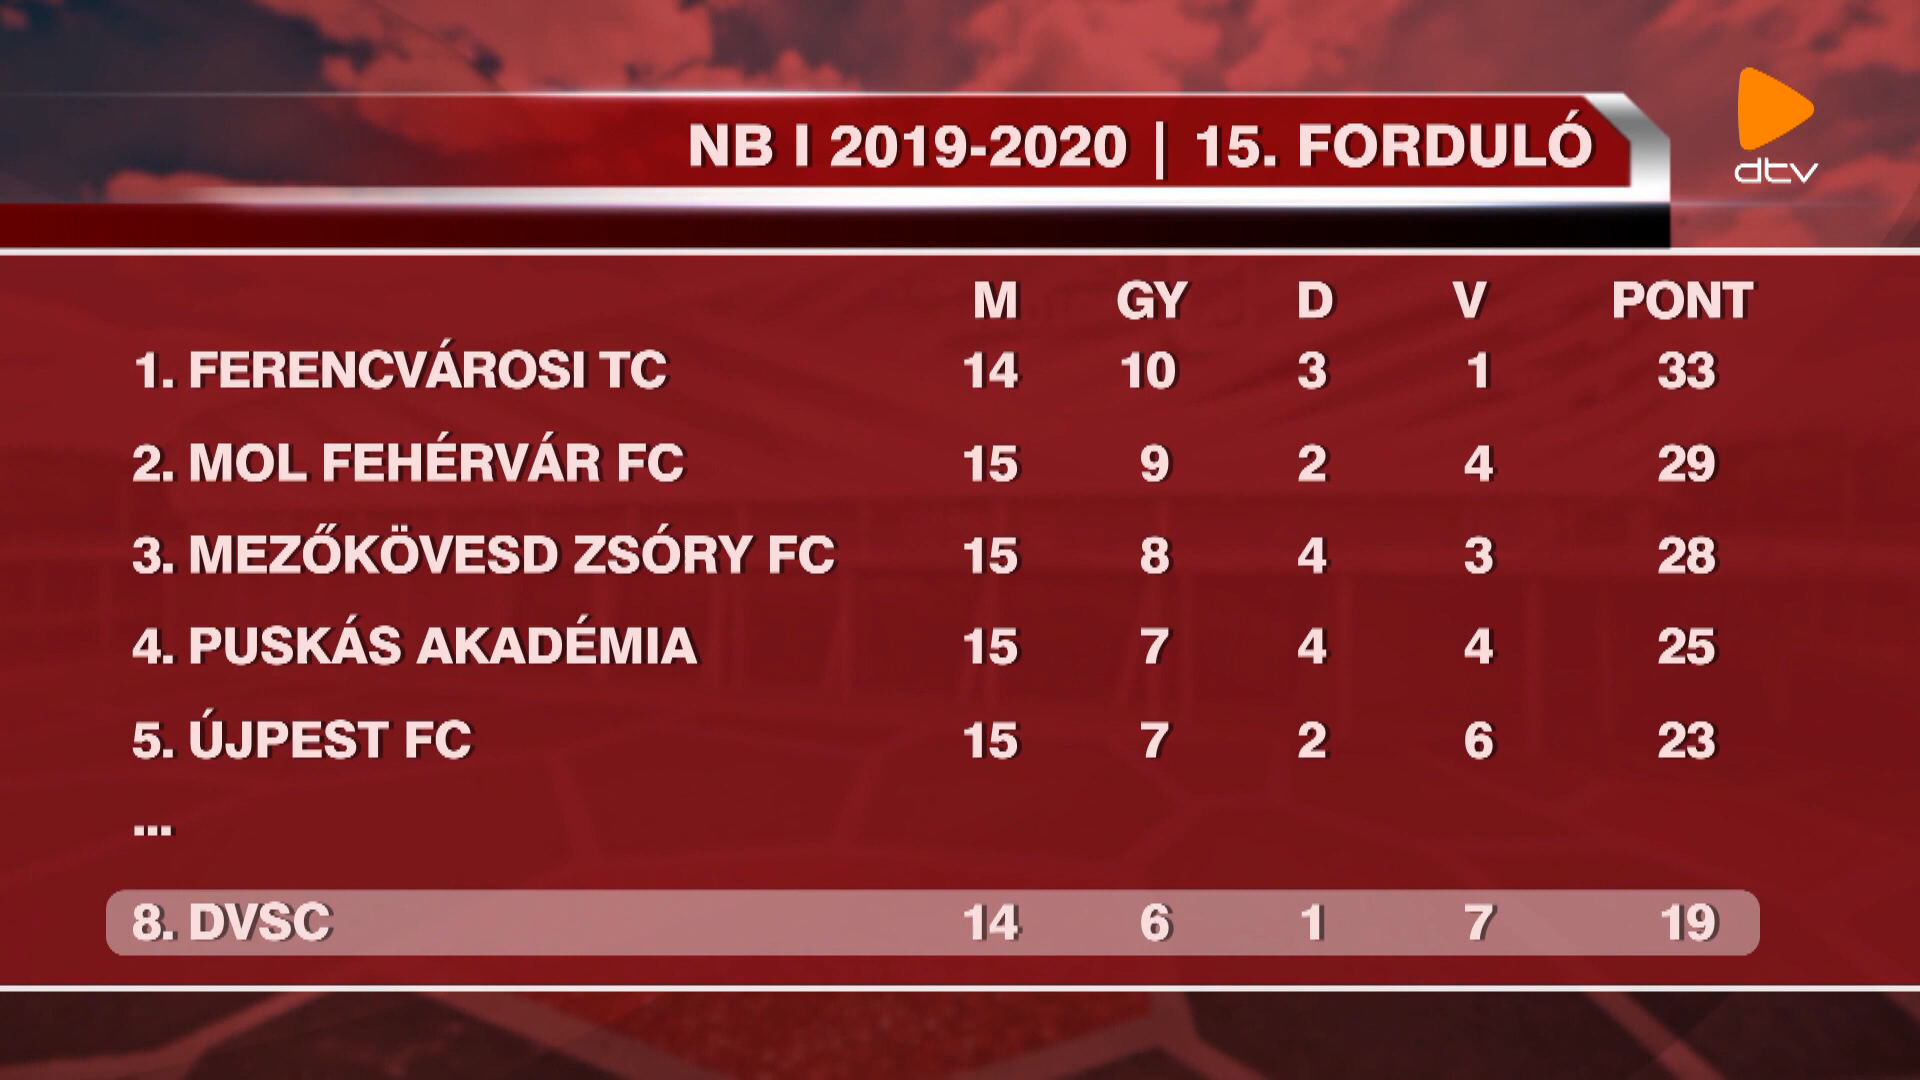 NB I 2019-2020 | 15. FORDULÓ
dtv
M GY D V PONT
1. FERENCVÁROSI TC 14 10 3 1 33
2. MOL FEHÉRVÁR FC 15 9 2 4 29
3. MEZŐKÖVESD ZSÓRY FC 15 8 4 3 28
4. PUSKÁS AKADÉMIA 15 7 4 4 25
5. ÚJPEST FC 15 7 2 6 23
...
8. DVSC 14 6 1 7 19